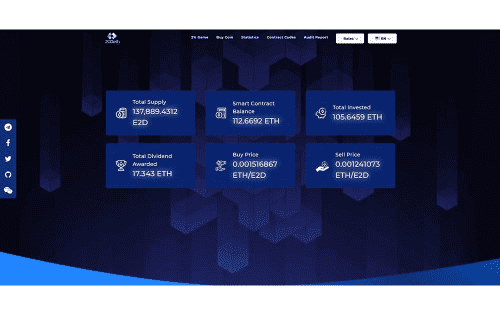 2% Game
Buy Coin
Statistics
Contract Codes
Audit Report
EN
Total Supply
137,889.4312
E2D
Smart Contract
Balance
112.6692 ETH
Total Invested
105.6459 ETH
Total Dividend
Awarded
17.343 ETH
Buy Price
0.001516867
ETH/E2D
Sell Price
0.001241073
ETH/E2D